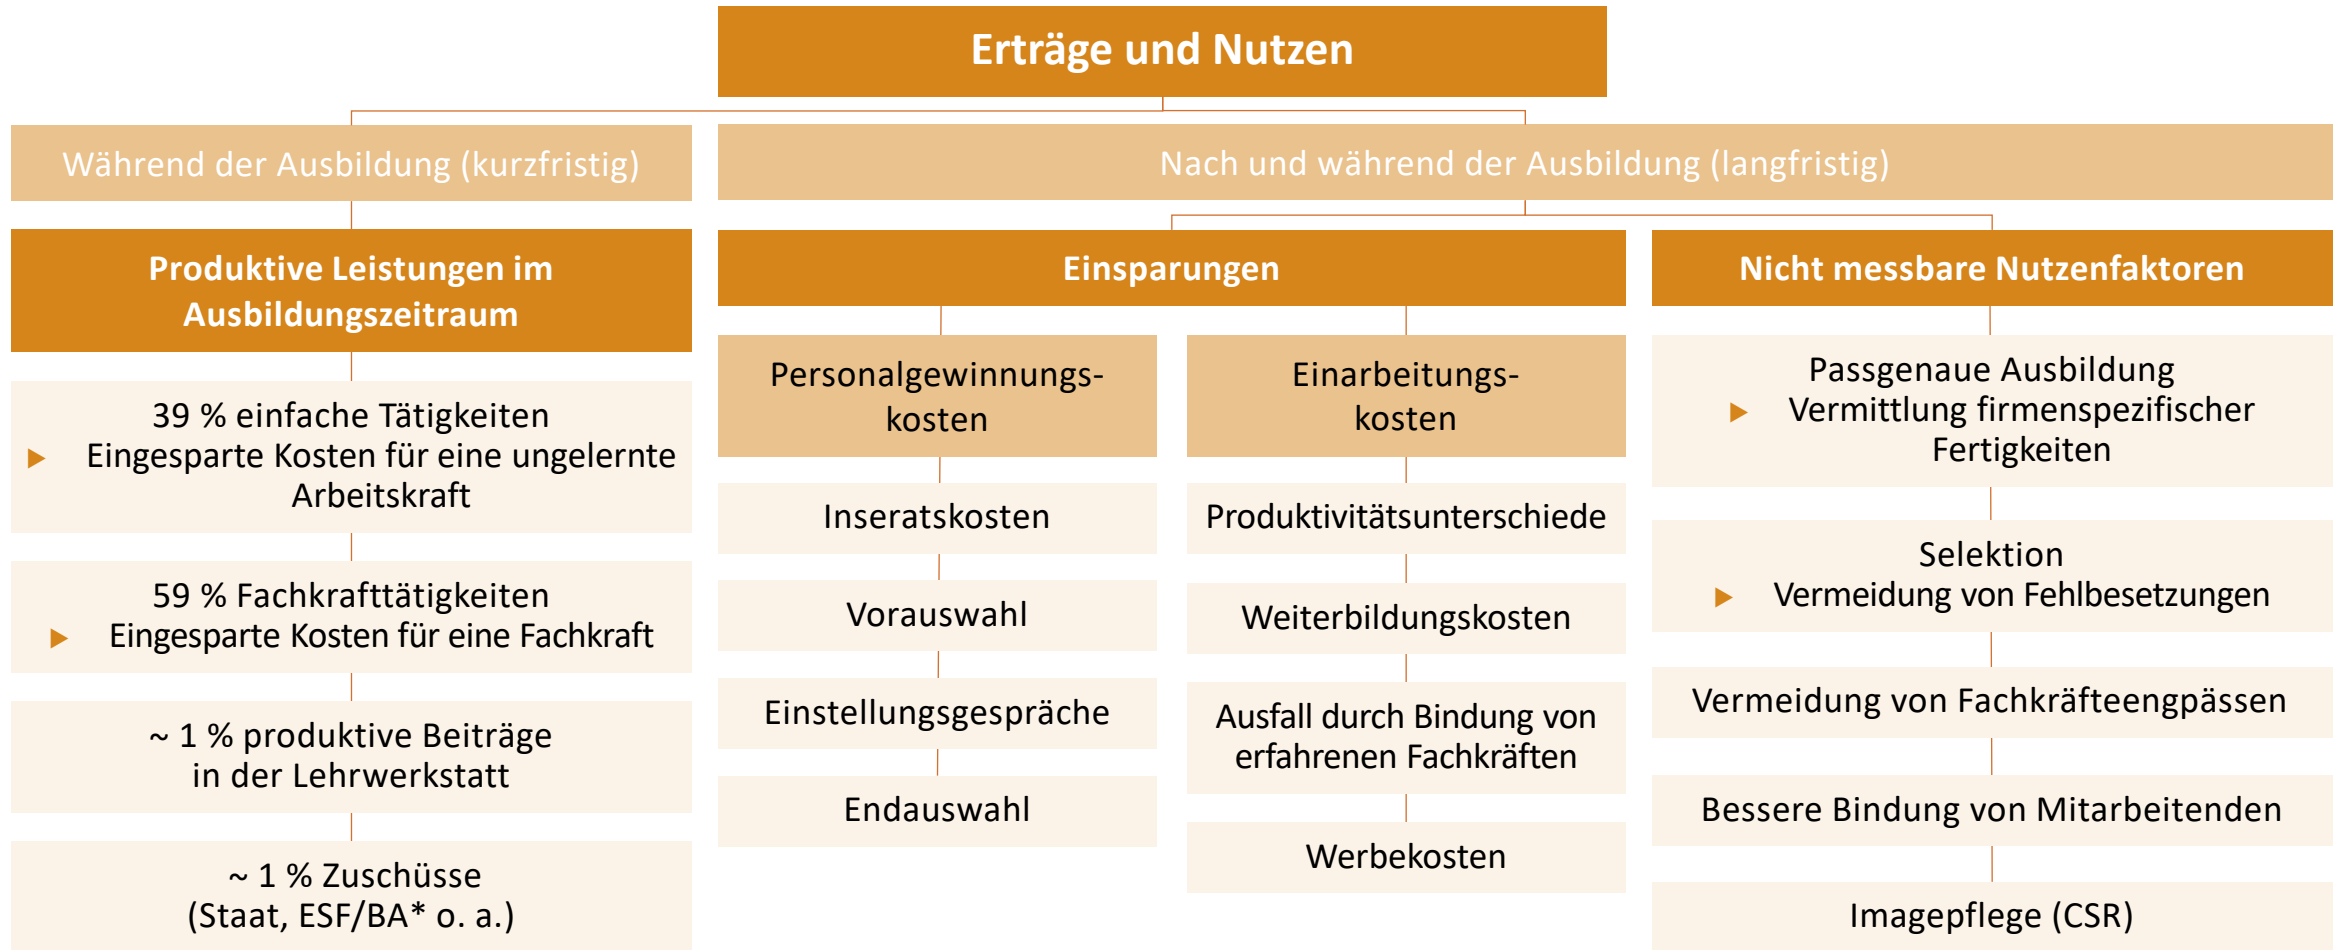 Erträge und Nutzen
Während der Ausbildung (kurzfristig)
Nach und während der Ausbildung (langfristig)
Produktive Leistungen im
Ausbildungszeitraum
39 % einfache Tätigkeiten
Eingesparte Kosten für eine ungelernte
Arbeitskraft
59 % Fachkrafttätigkeiten
Eingesparte Kosten für eine Fachkraft
~ 1 % produktive Beiträge
in der Lehrwerkstatt
~ 1 % Zuschüsse
(Staat, ESF/BA* o. a.)
Einsparungen
Personalgewinnungs-
kosten
Inseratskosten
Vorauswahl
Einstellungsgespräche
Endauswahl
Einarbeitungs-
kosten
Produktivitätsunterschiede
Weiterbildungskosten
Ausfall durch Bindung von
erfahrenen Fachkräften
Werbekosten
Nicht messbare Nutzenfaktoren
Passgenaue Ausbildung
Vermittlung firmenspezifischer
Fertigkeiten
Selektion
Vermeidung von Fehlbesetzungen
Vermeidung von Fachkräfteengpässen
Bessere Bindung von Mitarbeitenden
Imagepflege (CSR)